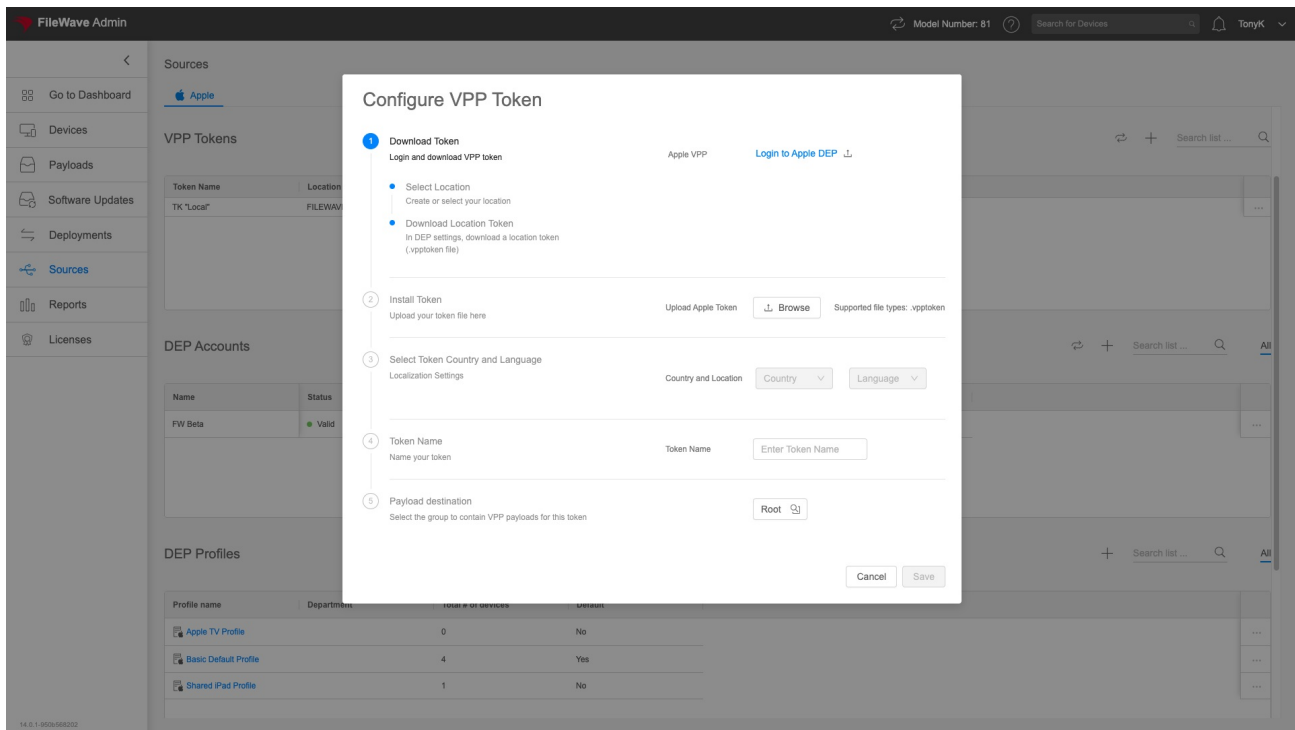 FileWave Admin
Model Number: 81
Search for Devices
TonyK
Go to Dashboard
Devices
Payloads
Software Updates
Deployments
Sources
Reports
Licenses
14.0.1-950b568202
Sources
Apple
VPP Tokens
Search list ...
Token Name
Location
TK "Local"
FILEWAV
DEP Accounts
Search list ...
All
Name
Status
FW Beta
Valid
DEP Profiles
Search list ...
All
Profile name
Department
Total # of devices
Default
Apple TV Profile
0
No
Basic Default Profile
4
Yes
Shared iPad Profile
1
No
Configure VPP Token
1
Download Token
Login and download VPP token
Apple VPP
Login to Apple DEP
Select Location
Create or select your location
Download Location Token
In DEP settings, download a location token
(.vpptoken file)
2
Install Token
Upload your token file here
Upload Apple Token
Browse
Supported file types: .vpptoken
3
Select Token Country and Language
Localization Settings
Country and Location
Country
Language
4
Token Name
Name your token
Token Name
Enter Token Name
5
Payload destination
Select the group to contain VPP payloads for this token
Root
Cancel
Save